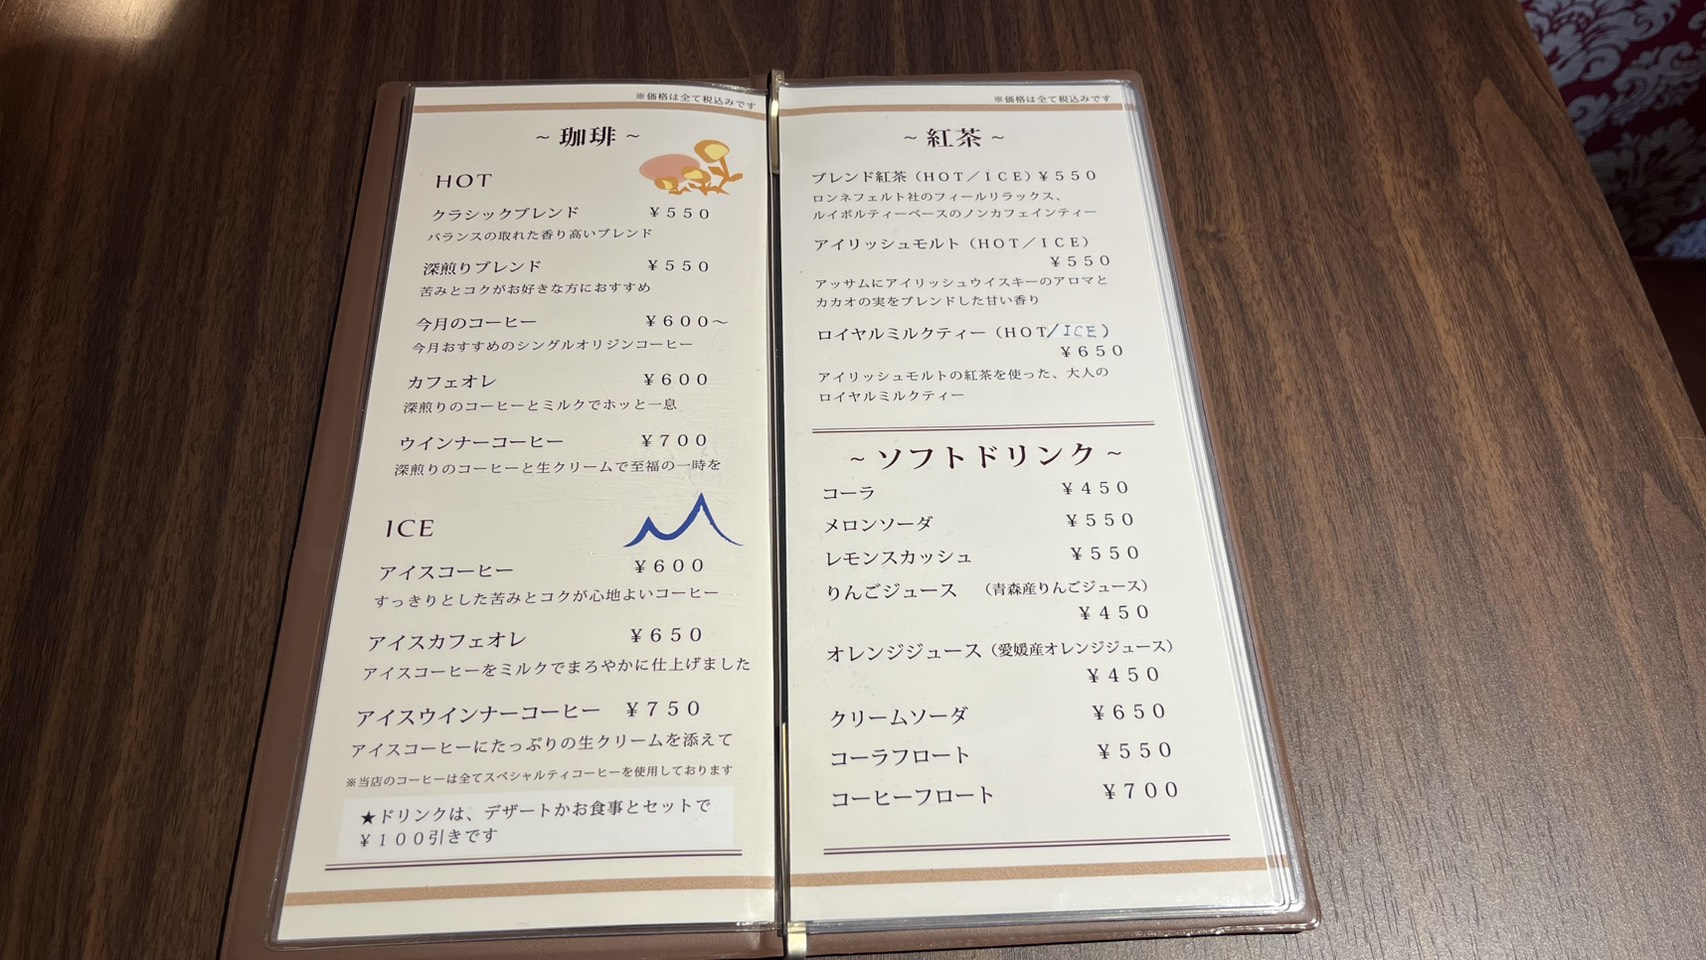 ※価格は全て税込みです
~ 珈琲 ~
HOT
クラシックブレンド ¥550
バランスの取れた香り高いブレンド
深煎りブレンド ¥550
苦みとコクがお好きな方におすすめ
今月のコーヒー ¥600～
今月おすすめのシングルオリジンコーヒー
カフェオレ ¥600
深煎りのコーヒーとミルクでホッと一息
ウインナーコーヒー ¥700
深煎りのコーヒーと生クリームで至福の一時を
ICE
アイスコーヒー ¥600
すっきりとした苦みとコクが心地よいコーヒー
アイスカフェオレ ¥650
アイスコーヒーをミルクでまろやかに仕上げました
アイスウインナーコーヒー ¥750
アイスコーヒーにたっぷりの生クリームを添えて
※当店のコーヒーは全てスペシャルティコーヒーを使用しております
★ドリンクは、デザートかお食事とセットで
¥100引きです
※価格は全て税込みです
~ 紅茶 ~
ブレンド紅茶（HOT／ICE）¥550
ロンネフェルト社のフィールリラックス、
ルイボルティーベースのノンカフェインティー
アイリッシュモルト（HOT／ICE）
¥550
アッサムにアイリッシュウイスキーのアロマと
カカオの実をブレンドした甘い香り
ロイヤルミルクティー（HOT/ICE）
¥650
アイリッシュモルトの紅茶を使った、大人の
ロイヤルミルクティー
~ ソフトドリンク ~
コーラ ¥450
メロンソーダ ¥550
レモンスカッシュ ¥550
りんごジュース （青森産りんごジュース）
¥450
オレンジジュース（愛媛産オレンジジュース）
¥450
クリームソーダ ¥650
コーラフロート ¥550
コーヒーフロート ¥700